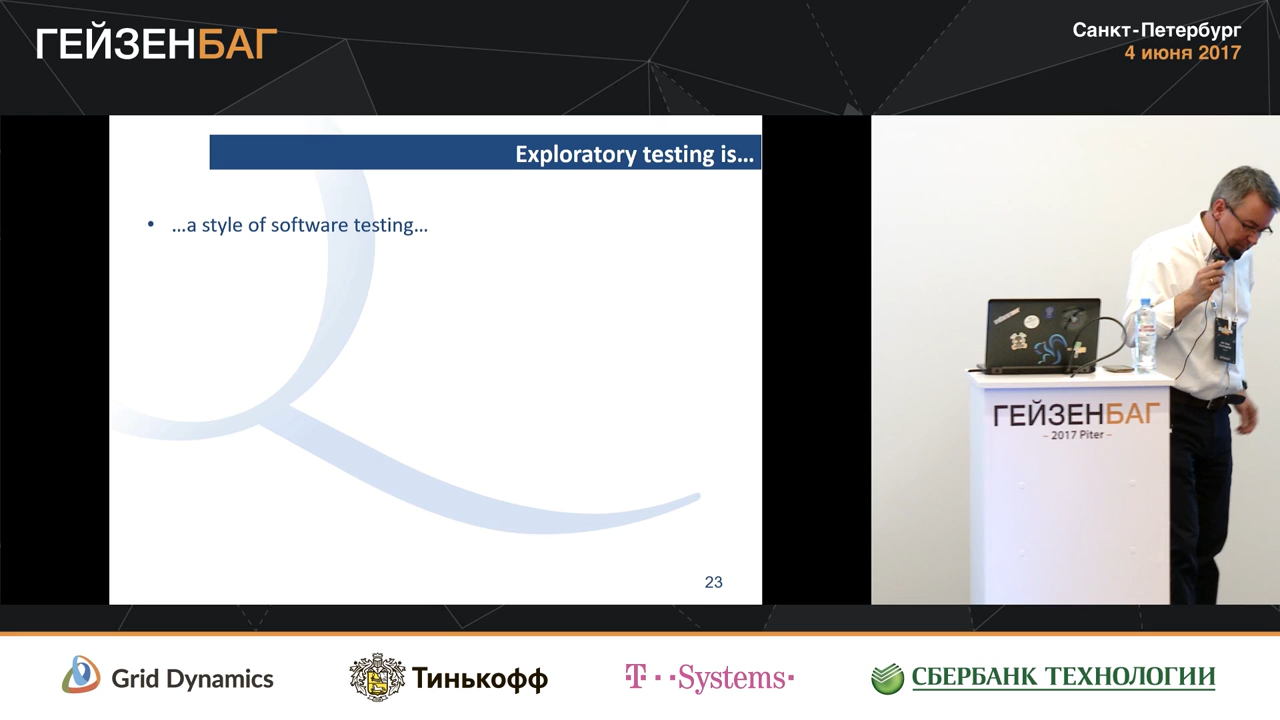 ГЕЙЗЕНБАГ
Санкт-Петербург
4 июня 2017
Exploratory testing is...
• ...a style of software testing...
23
ГЕЙЗЕНБАГ
- 2017 Piter -
Grid Dynamics
Тинькофф
T··Systems·
СБЕРБАНК ТЕХНОЛОГИИ